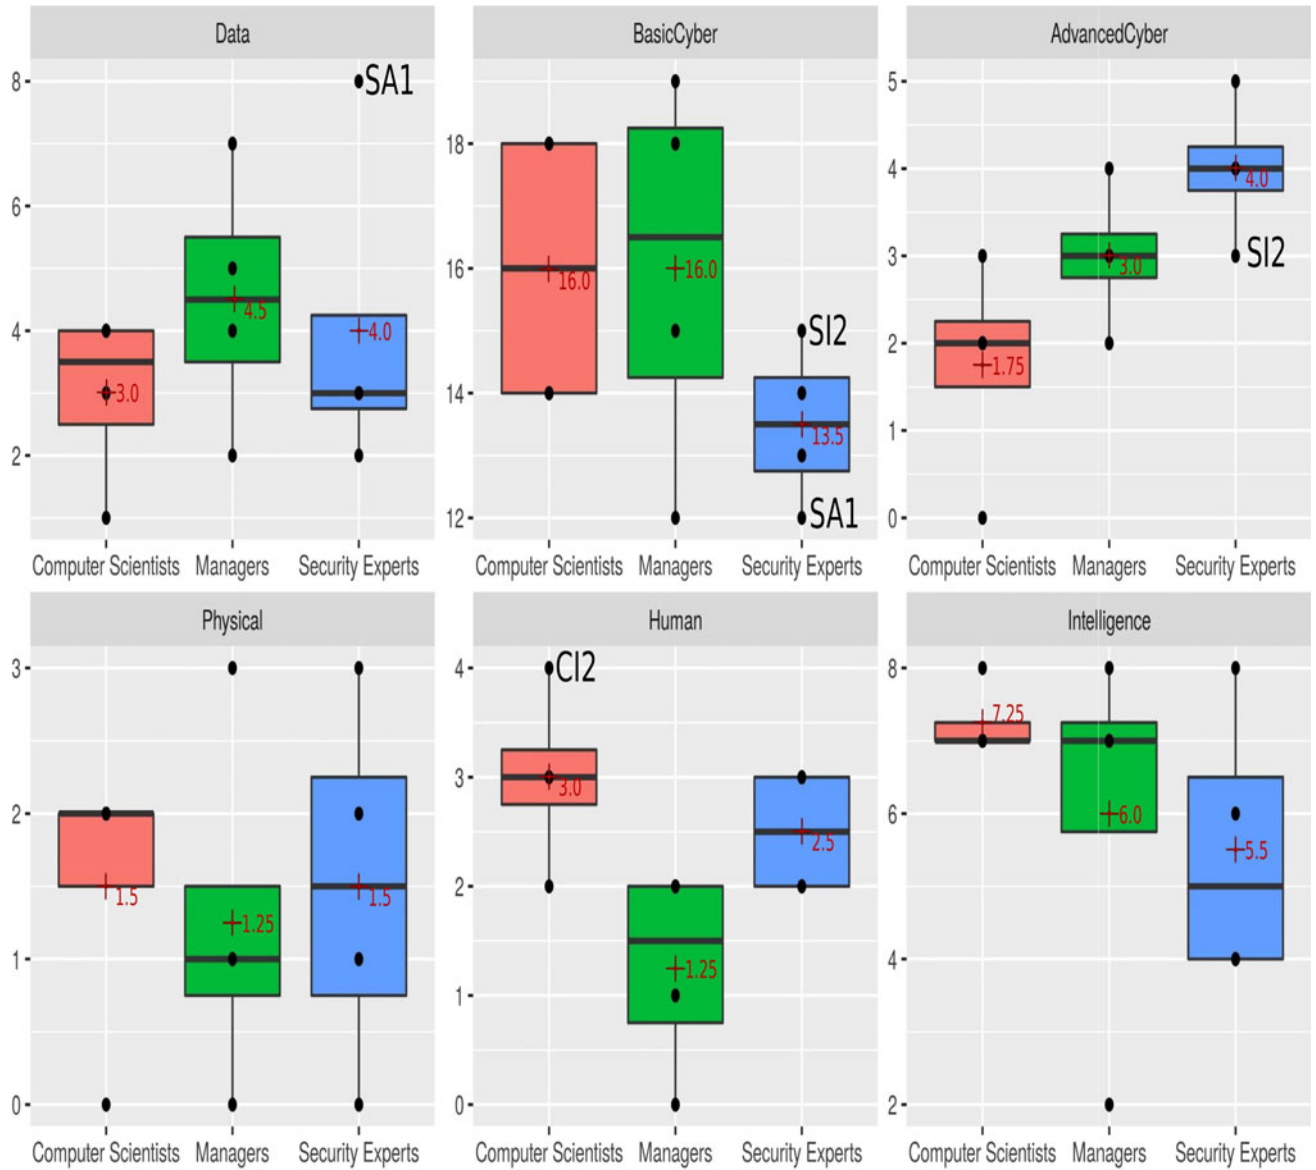 Data
BasicCyber
AdvancedCyber
8
6
4
2
SA1
3.0
4.5
4.0
Computer Scientists Managers Security Experts
18
16
14
12
16.0
16.0
SI2
13.5
SA1
Computer Scientists Managers Security Experts
5
4
3
2
1
0
1.75
3.0
4.0
SI2
Computer Scientists Managers Security Experts
Physical
Human
Intelligence
3
2
1
0
1.5
1.25
1.5
Computer Scientists Managers Security Experts
4
3
2
1
0
CI2
3.0
1.25
2.5
Computer Scientists Managers Security Experts
8
6
4
2
7.25
6.0
5.5
Computer Scientists Managers Security Experts